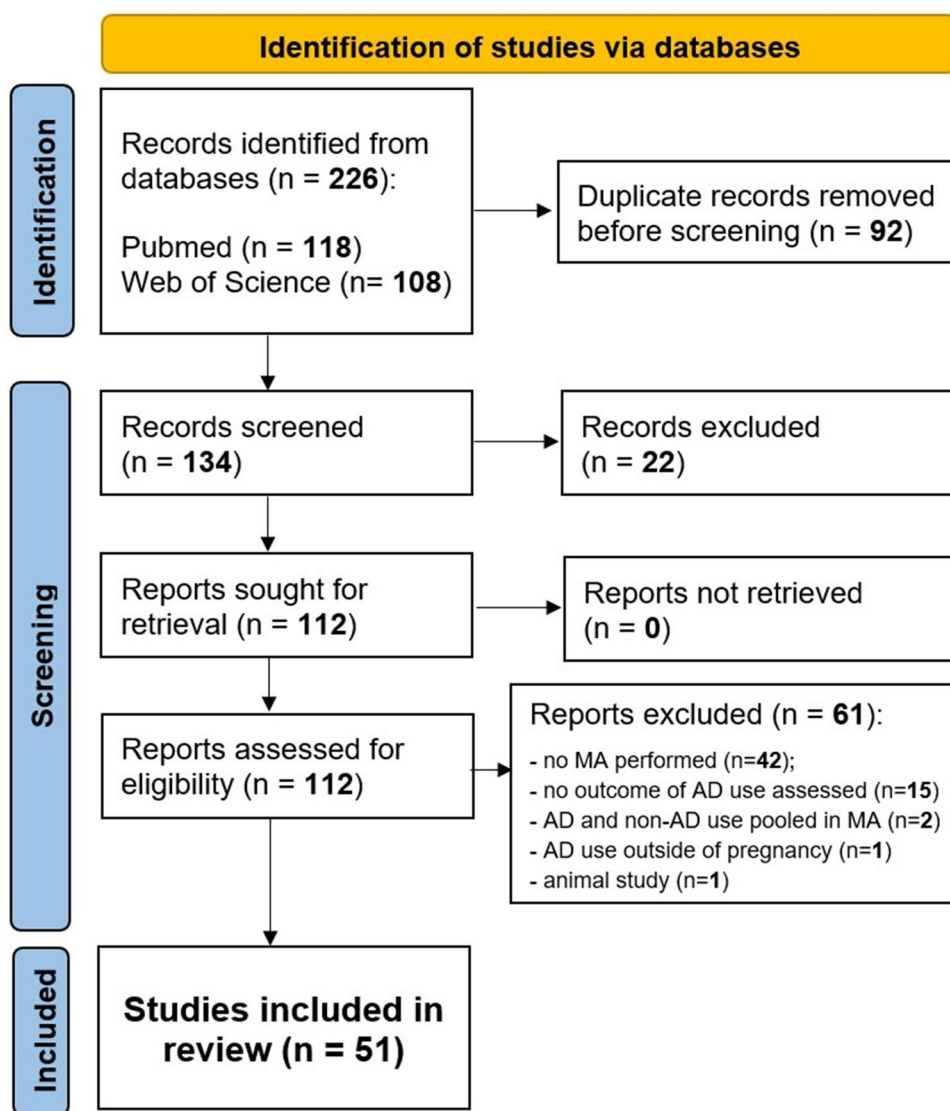 Identification of studies via databases
Identification
Records identified from
databases (n = 226):
Pubmed (n = 118)
Web of Science (n= 108)
Duplicate records removed
before screening (n = 92)
Screening
Records screened
(n = 134)
Records excluded
(n = 22)
Reports sought for
retrieval (n = 112)
Reports not retrieved
(n = 0)
Reports assessed for
eligibility (n = 112)
Reports excluded (n = 61):
- no MA performed (n=42);
- no outcome of AD use assessed (n=15)
- AD and non-AD use pooled in MA (n=2)
- AD use outside of pregnancy (n=1)
- animal study (n=1)
Included
Studies included in
review (n = 51)